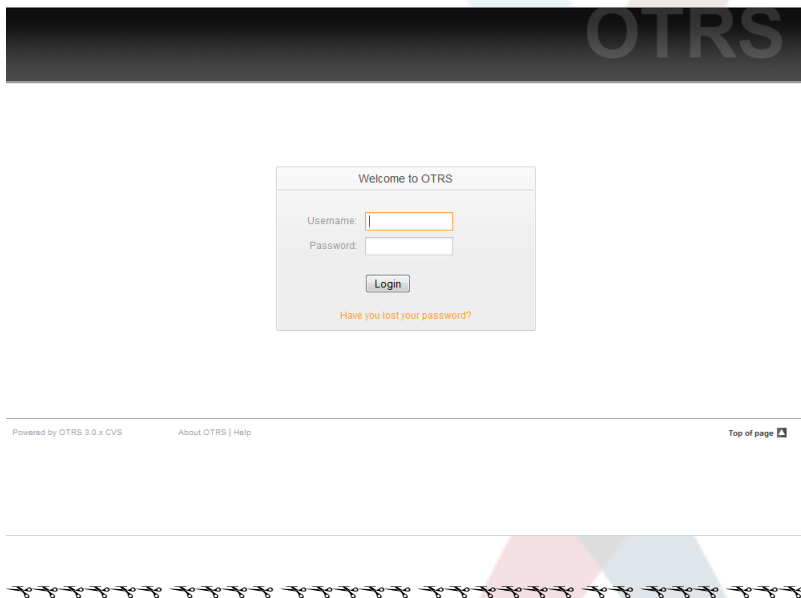 OTRS
Welcome to OTRS
Username:
Password:
Login
Have you lost your password?
Powered by OTRS 3.0.x CVS About OTRS | Help Top of page